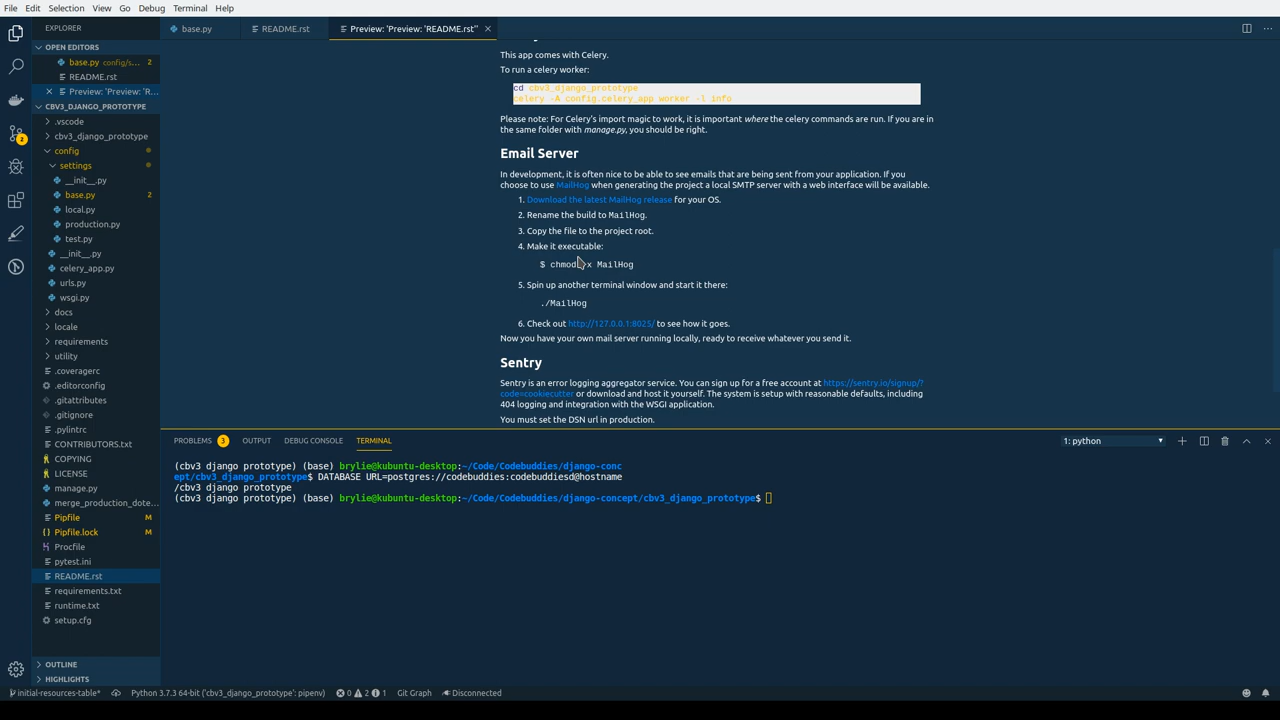 File Edit Selection View Go Debug Terminal Help
EXPLORER
OPEN EDITORS
base.py config/s... 2
README.rst
Preview: 'Preview: 'R...
CBV3_DJANGO_PROTOTYPE
.vscode
cbv3_django_prototype
config
settings
__init__.py
base.py 2
local.py
production.py
test.py
__init__.py
celery_app.py
urls.py
wsgi.py
docs
locale
requirements
utility
.coveragerc
.editorconfig
.gitattributes
.gitignore
.pylintrc
CONTRIBUTORS.txt
COPYING
LICENSE
manage.py
merge_production_dote...
Pipfile M
Pipfile.lock M
Procfile
pytest.ini
README.rst
requirements.txt
runtime.txt
setup.cfg
OUTLINE
HIGHLIGHTS
2
base.py README.rst Preview: 'Preview: 'README.rst''
This app comes with Celery.
To run a celery worker:
cd cbv3_django_prototype
celery -A config.celery_app worker -l info
Please note: For Celery's import magic to work, it is important where the celery commands are run. If you are in
the same folder with manage.py, you should be right.
Email Server
In development, it is often nice to be able to see emails that are being sent from your application. If you
choose to use MailHog when generating the project a local SMTP server with a web interface will be available.
1. Download the latest MailHog release for your OS.
2. Rename the build to MailHog.
3. Copy the file to the project root.
4. Make it executable:
$ chmod x MailHog
5. Spin up another terminal window and start it there:
./MailHog
6. Check out http://127.0.0.1:8025/ to see how it goes.
Now you have your own mail server running locally, ready to receive whatever you send it.
Sentry
Sentry is an error logging aggregator service. You can sign up for a free account at https://sentry.io/signup/?
code=cookiecutter or download and host it yourself. The system is setup with reasonable defaults, including
404 logging and integration with the WSGI application.
You must set the DSN url in production.
PROBLEMS 3 OUTPUT DEBUG CONSOLE TERMINAL 1: python
(cbv3 django prototype) (base) brylie@kubuntu-desktop:~/Code/Codebuddies/django-conc
ept/cbv3_django_prototype$ DATABASE URL=postgres://codebuddies:codebuddiesd@hostname
/cbv3 django prototype
(cbv3 django prototype) (base) brylie@kubuntu-desktop:~/Code/Codebuddies/django-concept/cbv3_django_prototype$
initial-resources-table* Python 3.7.3 64-bit ('cbv3_django_prototype': pipenv) 0 2 1 Git Graph Disconnected